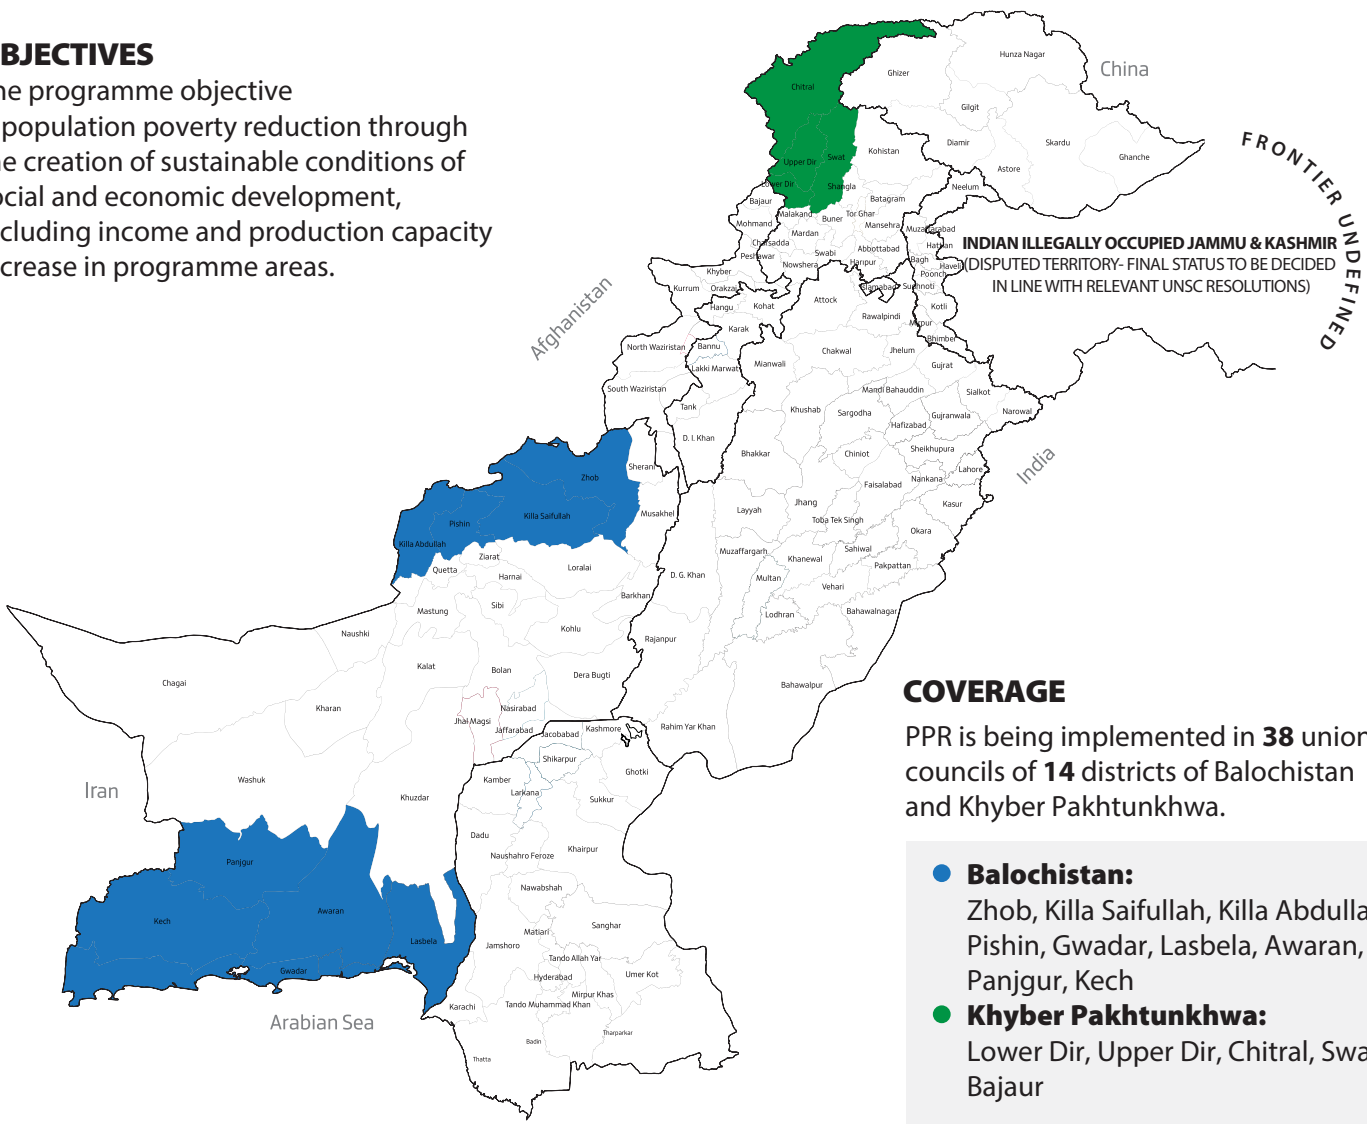 BJECTIVES
he programme objective
population poverty reduction through
e creation of sustainable conditions of
ocial and economic development,
cluding income and production capacity
crease in programme areas.
China
Hunza Nagar
Ghizer
Chitral
Gilgit
Diamir
Skardu
Ghanche
Astore
Kohistan
Upper Dir
Swat
Lower Dir
Shangla
Neelum
FRONTIER UNDEFINED
Bajaur
Batagram
Malakand
Buner
Tor Ghar
Mohmand
Mansehra
Muzaffarabad
Mardan
Charsadda
Abbottabad
Hattian
Swabi
Peshawar
Nowshera
Haripur
Bagh
Haveli
Poonch
INDIAN ILLEGALLY OCCUPIED JAMMU & KASHMIR
(DISPUTED TERRITORY- FINAL STATUS TO BE DECIDED
IN LINE WITH RELEVANT UNSC RESOLUTIONS)
Afghanistan
Khyber
Kurrum
Orakzai
Islamabad
Sudhnoti
Hangu
Kohat
Attock
Rawalpindi
Kotli
Mirpur
Karak
Bhimber
North Waziristan
Bannu
Chakwal
Jhelum
Lakki Marwat
Mianwali
Gujrat
South Waziristan
Mandi Bahauddin
Sialkot
Tank
Khushab
Sargodha
Gujranwala
Narowal
Hafizabad
D. I. Khan
Bhakkar
Chiniot
Sheikhupura
India
Sherani
Lahore
Zhob
Nankana
Faisalabad
Kasur
Jhang
Layyah
Musakhel
Killa Saifullah
Pishin
Toba Tek Singh
Okara
Killa Abdullah
Sahiwal
Muzaffargarh
Khanewal
Pakpattan
Ziarat
Quetta
Loralai
Harnai
D. G. Khan
Multan
Vehari
Barkhan
Sibi
Mastung
Lodhran
Bahawalnagar
Naushki
Kohlu
Rajanpur
Kalat
Bolan
Dera Bugti
Chagai
Bahawalpur
Kharan
Nasirabad
Jhal Magsi
Jaffarabad
Jacobabad
Kashmore
Rahim Yar Khan
Shikarpur
Iran
Washuk
Kamber
Ghotki
Larkana
Khuzdar
Sukkur
Dadu
Naushahro Feroze
Khairpur
Panjgur
Nawabshah
Kech
Awaran
Sanghar
Matiari
Lasbela
Jamshoro
Tando Allah Yar
Gwadar
Hyderabad
Umer Kot
Mirpur Khas
Karachi
Tando Muhammad Khan
Arabian Sea
Tharparkar
Badin
Thatta
COVERAGE
PPR is being implemented in 38 union
councils of 14 districts of Balochistan
and Khyber Pakhtunkhwa.
Balochistan:
Zhob, Killa Saifullah, Killa Abdulla
Pishin, Gwadar, Lasbela, Awaran,
Panjgur, Kech
Khyber Pakhtunkhwa:
Lower Dir, Upper Dir, Chitral, Swa
Bajaur